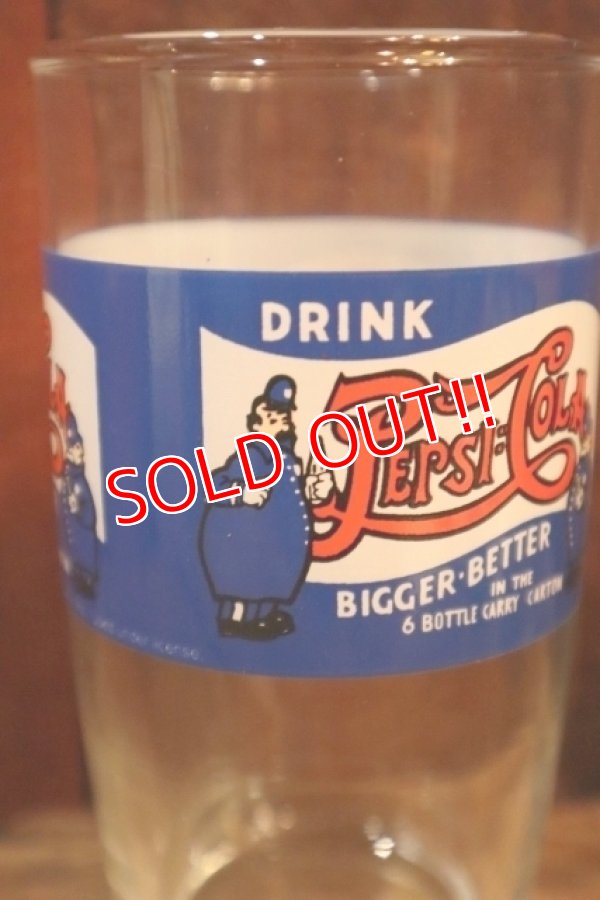 DRINK
PEPSI-COLA
SOLD OUT!!
BIGGER·BETTER
IN THE
6 BOTTLE CARRY CARTON